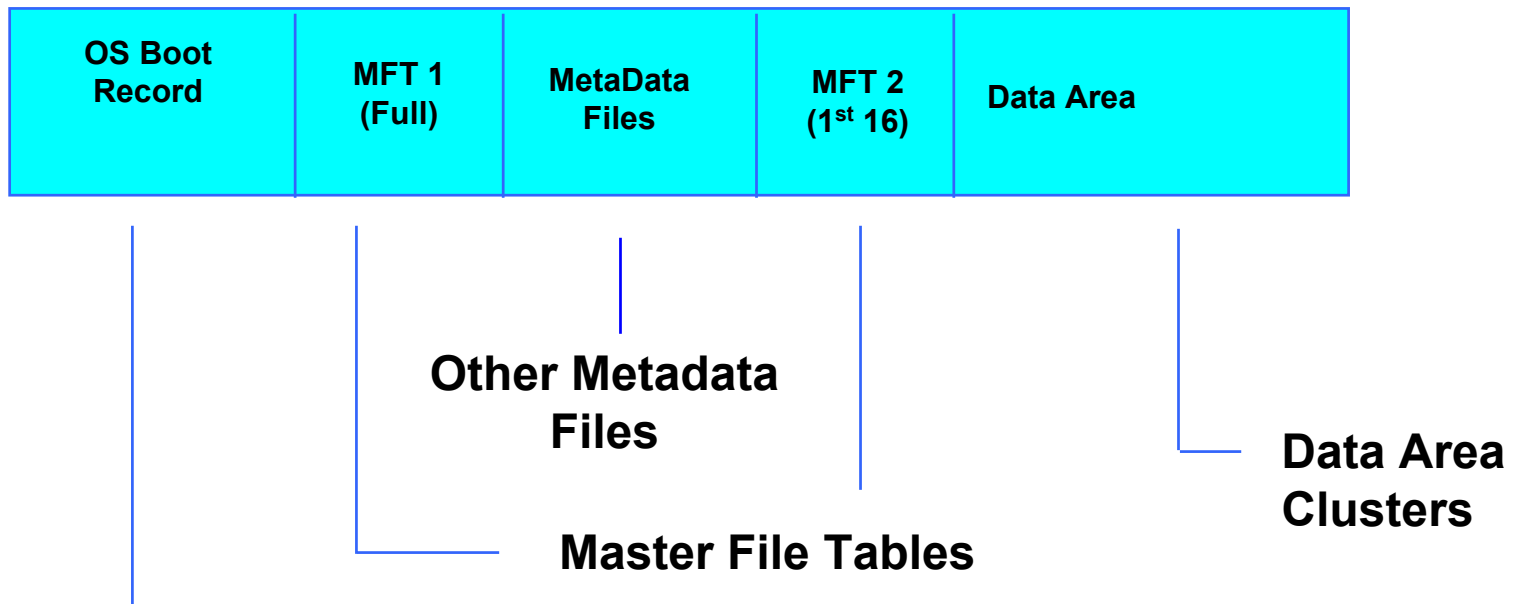 OS Boot
Record
MFT 1
(Full)
MetaData
Files
MFT 2
(1st 16)
Data Area
Other Metadata
Files
Data Area
Clusters
Master File Tables